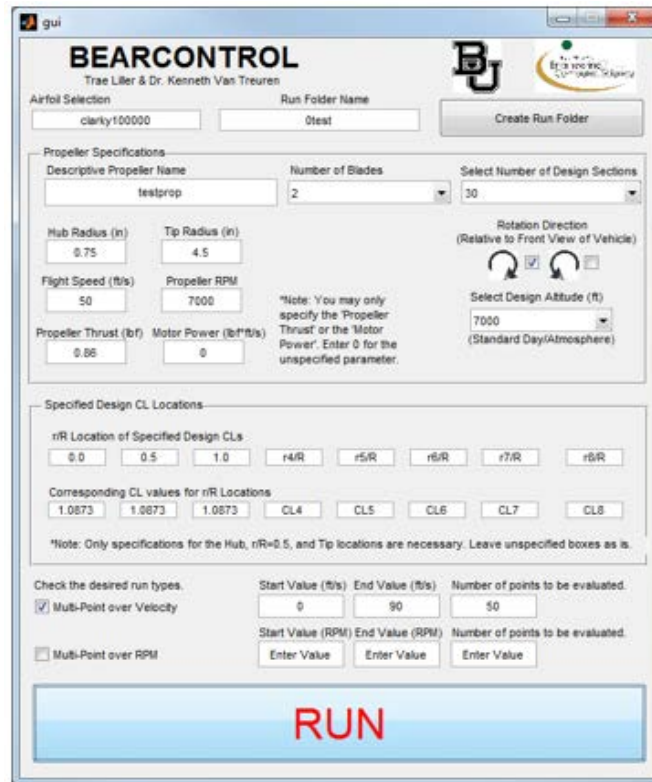 gui
BEARCONTROL
Trae Liller & Dr. Kenneth Van Treuren
BU
Airfoil Selection Run Folder Name
clarky100000 0test Create Run Folder
Propeller Specifications
Descriptive Propeller Name Number of Blades Select Number of Design Sections
testprop 2 30
Hub Radius (in) Tip Radius (in) Rotation Direction
0.75 4.5 (Relative to Front View of Vehicle)
Flight Speed (ft/s) Propeller RPM
50 7000 *Note: You may only Select Design Altitude (ft)
specify the 'Propeller 7000
Propeller Thrust (lbf) Motor Power (lbf*ft/s) Thrust' or the 'Motor (Standard Day/Atmosphere)
0.86 0 Power'. Enter 0 for the
unspecified parameter.
Specified Design CL Locations
r/R Location of Specified Design CLs
0.0 0.5 1.0 r4/R r5/R r6/R r7/R r8/R
Corresponding CL values for r/R Locations
1.0873 1.0873 1.0873 CL4 CL5 CL6 CL7 CL8
*Note: Only specifications for the Hub, r/R=0.5, and Tip locations are necessary. Leave unspecified boxes as is.
Check the desired run types. Start Value (ft/s) End Value (ft/s) Number of points to be evaluated.
Multi-Point over Velocity 0 90 50
Start Value (RPM) End Value (RPM) Number of points to be evaluated.
Multi-Point over RPM Enter Value Enter Value Enter Value
RUN